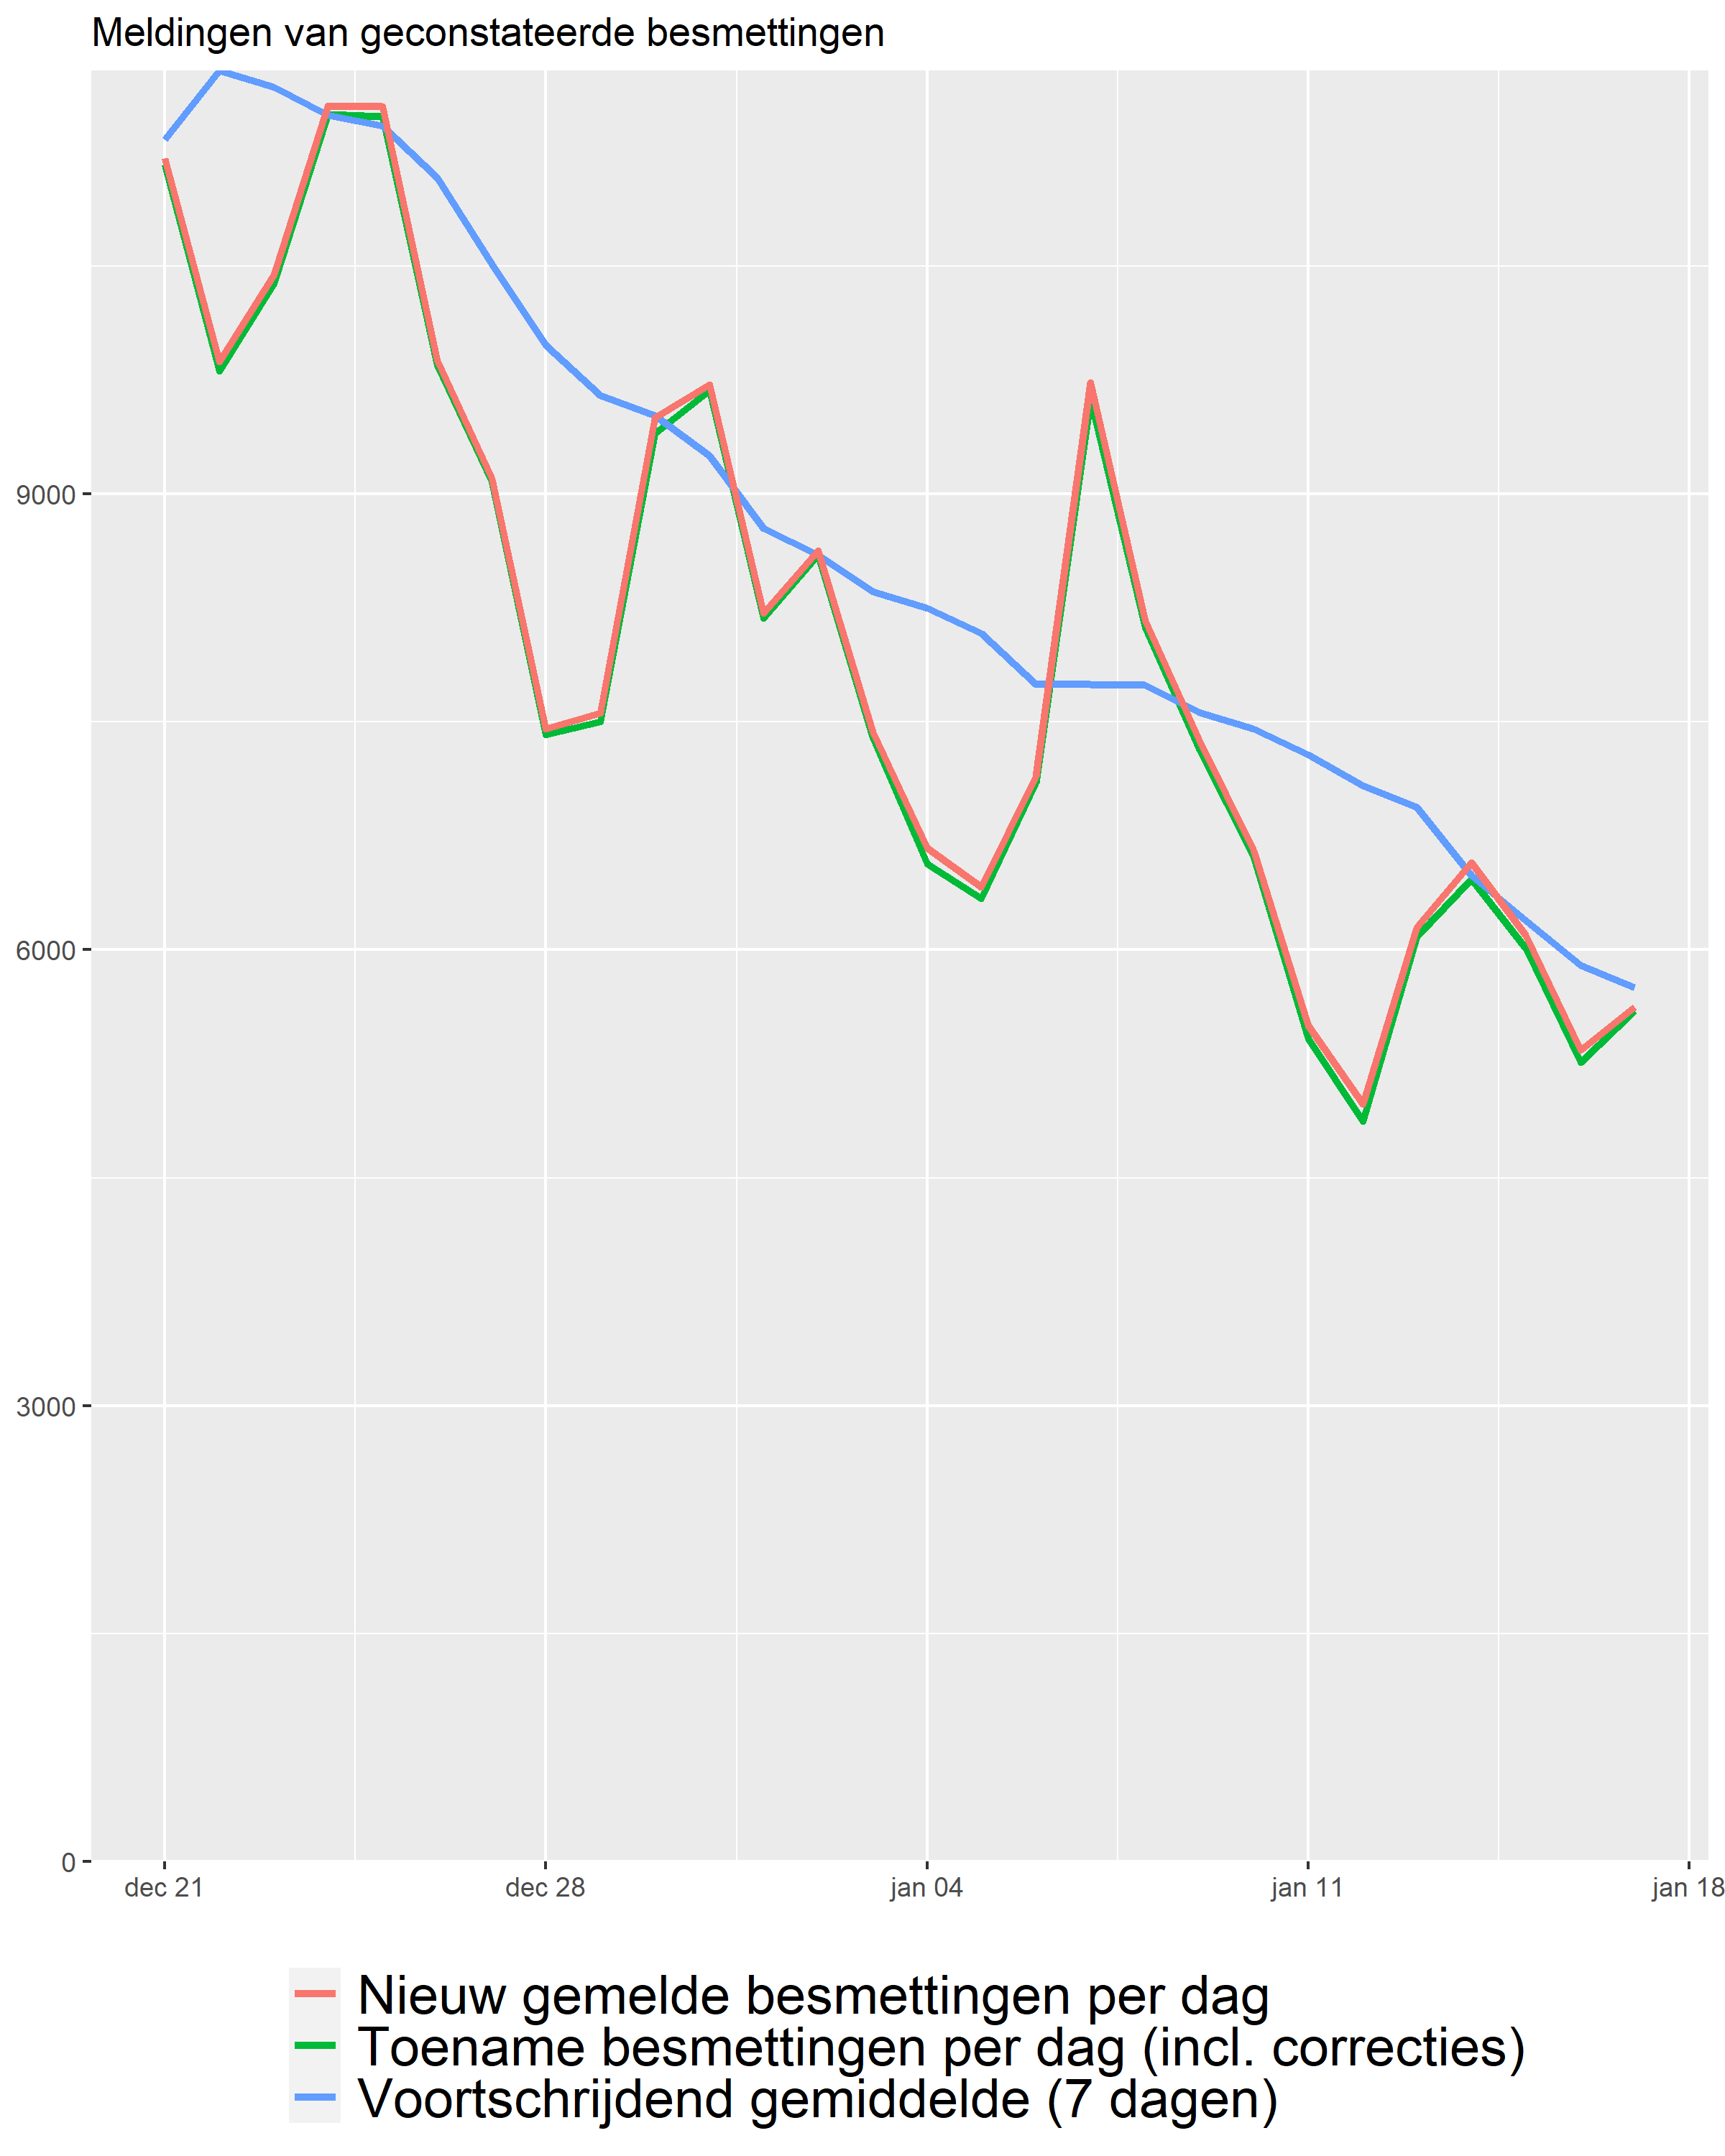 Meldingen van geconstateerde besmettingen
9000
6000
3000
0
dec 21 dec 28 jan 04 jan 11 jan 18
Nieuw gemelde besmettingen per dag
Toename besmettingen per dag (incl. correcties)
Voortschrijdend gemiddelde (7 dagen)